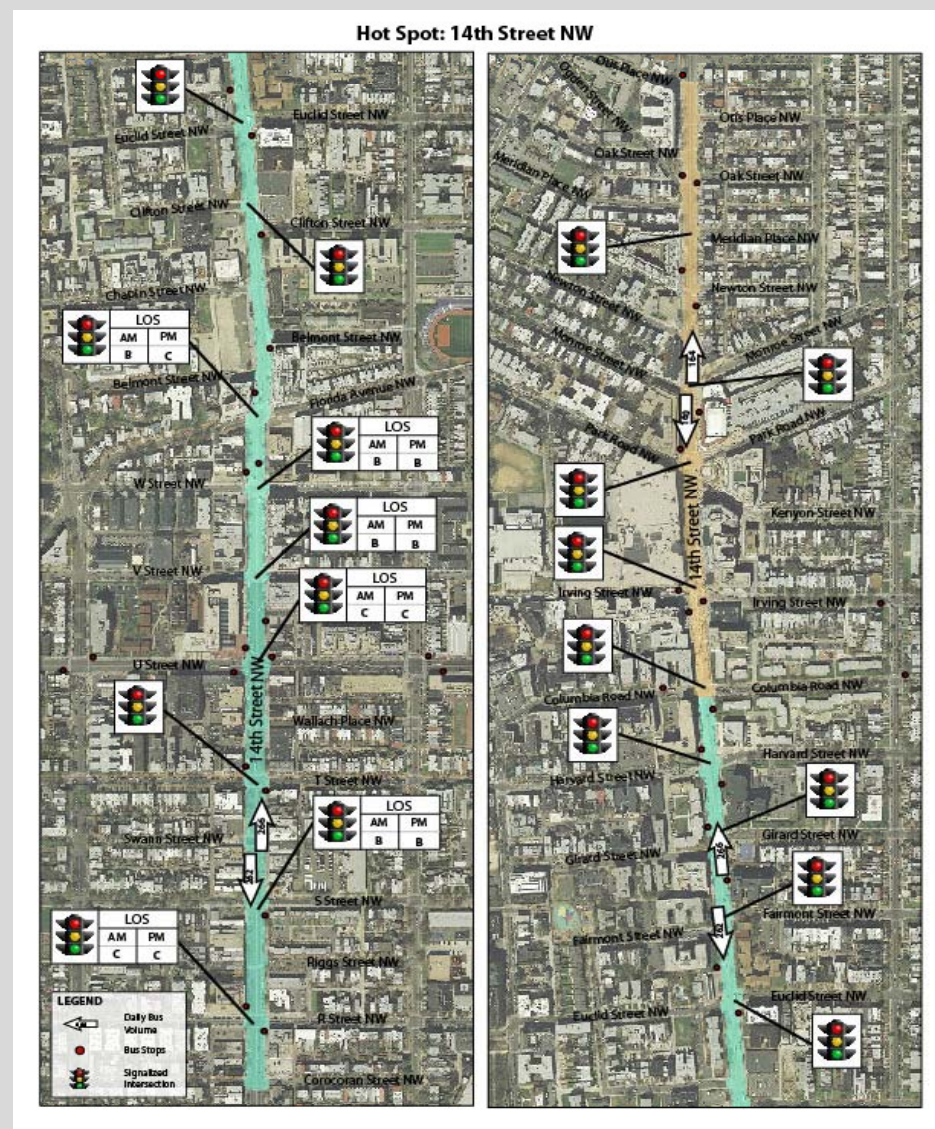 Hot Spot: 14th Street NW
Euclid Street NW
Euclid Street NW
Clifton Street NW
Clifton Street NW
Chapin Street NW
LOS
AM PM
B C
Belmont Street NW
Belmont Street NW
Florida Avenue NW
LOS
AM PM
B B
W Street NW
LOS
AM PM
B B
V Street NW
LOS
AM PM
C C
U Street NW
14th Street NW
Wallach Place NW
T Street NW
266
LOS
AM PM
B B
Swann Street NW
S Street NW
LOS
AM PM
C C
Riggs Street NW
R Street NW
Corocoran Street NW
LEGEND
Daily Bus
Volume
Bus Stops
Signalized
Intersection
Otis Place NW
Ogden Street NW
Otis Place NW
Oak Street NW
Oak Street NW
Meridian Place NW
Meridian Place NW
Newton Street NW
Newton Street NW
Monroe Street NW
Monroe Street NW
164
Park Road NW
Park Road NW
14th Street NW
Kenyon Street NW
Irving Street NW
Irving Street NW
Columbia Road NW
Columbia Road NW
Harvard Street NW
Harvard Street NW
Girard Street NW
Girard Street NW
266
Fairmont Street NW
Fairmont Street NW
262
Euclid Street NW
Euclid Street NW